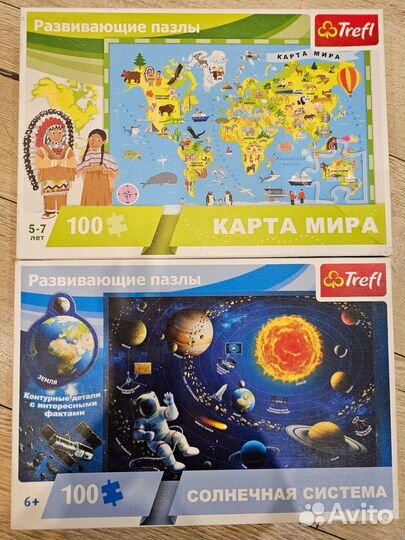 Развивающие пазлы
Trefl
КАРТА МИРА
5-7
лет
100
КАРТА МИРА
Развивающие пазлы
Trefl
ЗЕМЛЯ
Контурные детали
с интересными
фактами
6+
100
СОЛНЕЧНАЯ СИСТЕМА
Avito